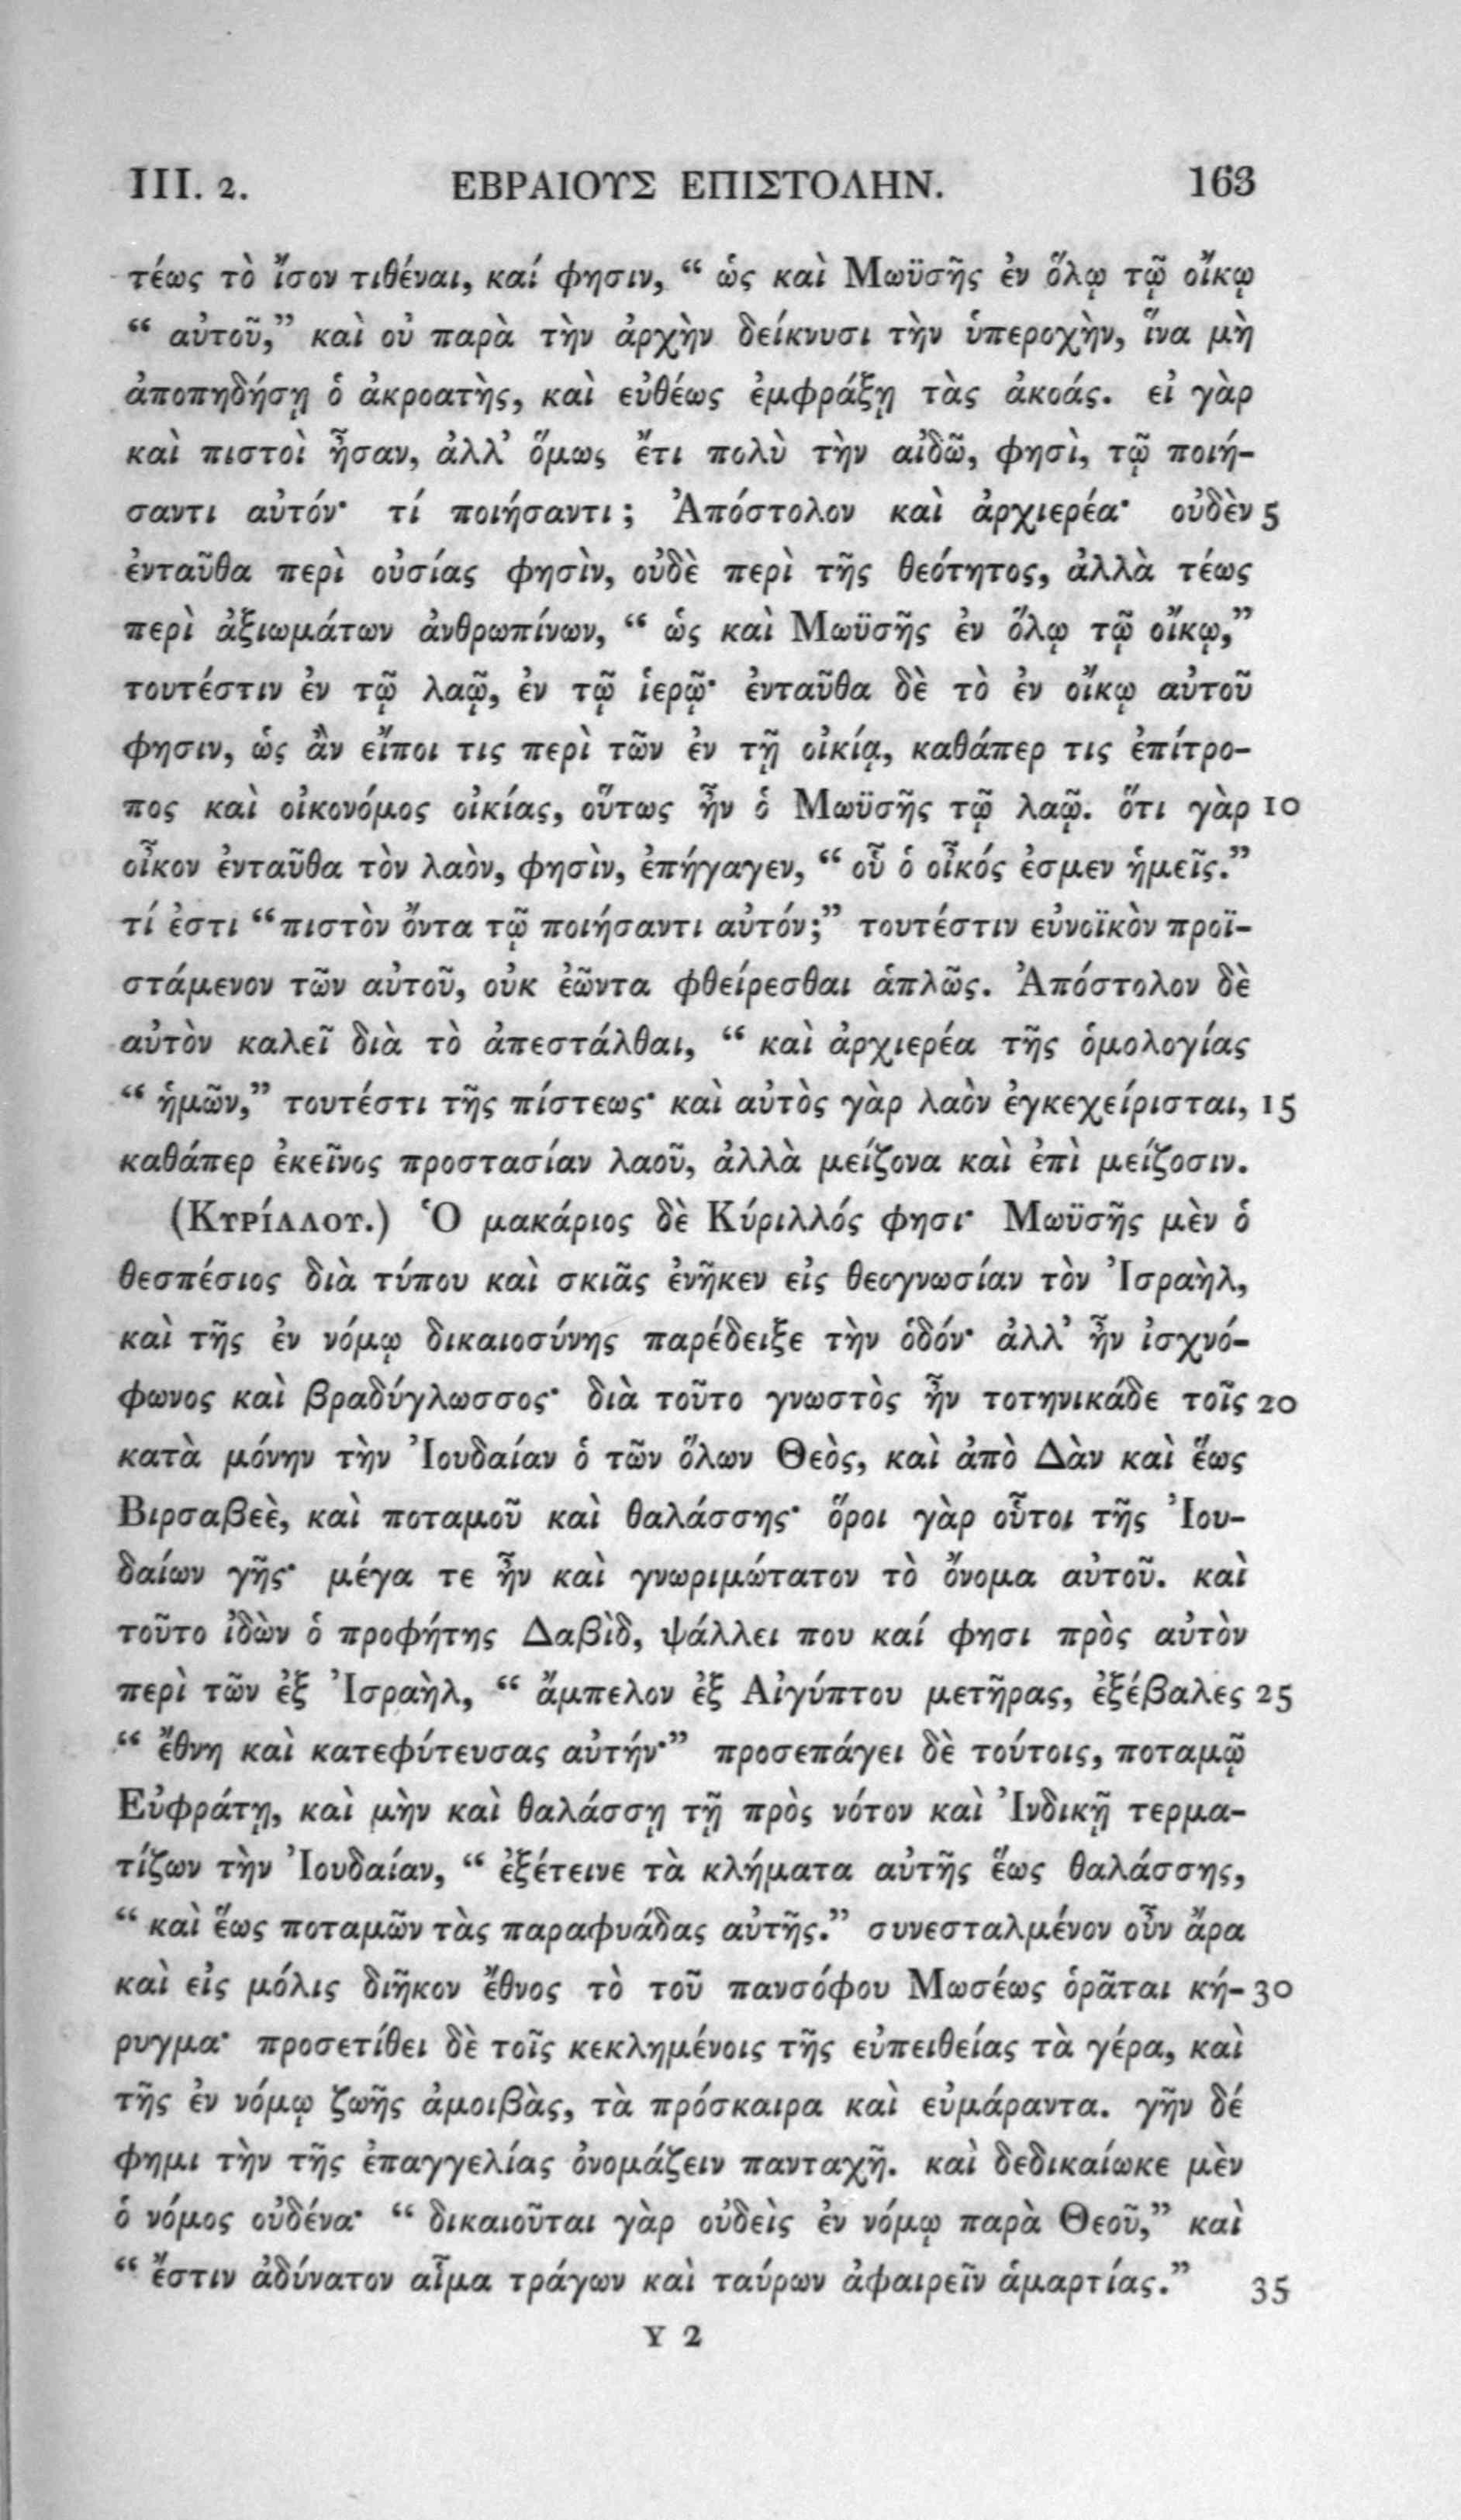 III. 2. ΕΒΡΑΙΟΥΣ ΕΠΙΣΤΟΛΗΝ. 163
τέως τὸ ἴσον τιθέναι, καί φησιν, “ ὡς καὶ Μωϋσῆς ἐν ὅλῳ τῷ οἴκῳ
“ αὐτοῦ,” καὶ οὐ παρὰ τὴν ἀρχὴν δείκνυσι τὴν ὑπεροχὴν, ἵνα μὴ
ἀποπηδήσῃ ὁ ἀκροατὴς, καὶ εὐθέως ἐμφράξῃ τὰς ἀκοάς. εἰ γὰρ
καὶ πιστοὶ ἦσαν, ἀλλ’ ὅμως ἔτι πολὺ τὴν αἰδῶ, φησὶ, τῷ ποιή-
σαντι αὐτόν· τί ποιήσαντι ; Ἀπόστολον καὶ ἀρχιερέα· οὐδὲν 5
ἐνταῦθα περὶ οὐσίας φησὶν, οὐδὲ περὶ τῆς θεότητος, ἀλλὰ τέως
περὶ ἀξιωμάτων ἀνθρωπίνων, “ ὡς καὶ Μωϋσῆς ἐν ὅλῳ τῷ οἴκῳ,”
τουτέστιν ἐν τῷ λαῷ, ἐν τῷ ἱερῷ· ἐνταῦθα δὲ τὸ ἐν οἴκῳ αὐτοῦ
φησιν, ὡς ἂν εἴποι τις περὶ τῶν ἐν τῇ οἰκίᾳ, καθάπερ τις ἐπίτρο-
πος καὶ οἰκονόμος οἰκίας, οὕτως ἦν ὁ Μωϋσῆς τῷ λαῷ. ὅτι γὰρ 10
οἶκον ἐνταῦθα τὸν λαὸν, φησὶν, ἐπήγαγεν, “ οὗ ὁ οἶκός ἐσμεν ἡμεῖς.”
τί ἐστι “ πιστὸν ὄντα τῷ ποιήσαντι αὐτόν;” τουτέστιν εὐνοϊκὸν προϊ-
στάμενον τῶν αὐτοῦ, οὐκ ἐῶντα φθείρεσθαι ἁπλῶς. Ἀπόστολον δὲ
αὐτὸν καλεῖ διὰ τὸ ἀπεστάλθαι, “ καὶ ἀρχιερέα τῆς ὁμολογίας
“ ἡμῶν,” τουτέστι τῆς πίστεως· καὶ αὐτὸς γὰρ λαὸν ἐγκεχείρισται, 15
καθάπερ ἐκεῖνος προστασίαν λαοῦ, ἀλλὰ μείζονα καὶ ἐπὶ μείζοσιν.
(Κυρίλλου.) Ὁ μακάριος δὲ Κύριλλός φησι· Μωϋσῆς μὲν ὁ
θεσπέσιος διὰ τύπου καὶ σκιᾶς ἐνῆκεν εἰς θεογνωσίαν τὸν Ἰσραὴλ,
καὶ τῆς ἐν νόμῳ δικαιοσύνης παρέδειξε τὴν ὁδόν· ἀλλ’ ἦν ἰσχνό-
φωνος καὶ βραδύγλωσσος· διὰ τοῦτο γνωστὸς ἦν τοτηνικάδε τοῖς 20
κατὰ μόνην τὴν Ἰουδαίαν ὁ τῶν ὅλων Θεὸς, καὶ ἀπὸ Δὰν καὶ ἕως
Βιρσαβεὲ, καὶ ποταμοῦ καὶ θαλάσσης· ὅροι γὰρ οὗτοι τῆς Ἰου-
δαίων γῆς· μέγα τε ἦν καὶ γνωριμώτατον τὸ ὄνομα αὐτοῦ. καὶ
τοῦτο ἰδὼν ὁ προφήτης Δαβὶδ, ψάλλει που καί φησι πρὸς αὐτὸν
περὶ τῶν ἐξ Ἰσραὴλ, “ ἄμπελον ἐξ Αἰγύπτου μετῆρας, ἐξέβαλες 25
“ ἔθνη καὶ κατεφύτευσας αὐτήν·” προσεπάγει δὲ τούτοις, ποταμῷ
Εὐφράτῃ, καὶ μὴν καὶ θαλάσσῃ τῇ πρὸς νότον καὶ Ἰνδικῇ τερμα-
τίζων τὴν Ἰουδαίαν, “ ἐξέτεινε τὰ κλήματα αὐτῆς ἕως θαλάσσης,
“ καὶ ἕως ποταμῶν τὰς παραφυάδας αὐτῆς.” συνεσταλμένον οὖν ἄρα
καὶ εἰς μόλις διῆκον ἔθνος τὸ τοῦ πανσόφου Μωσέως ὁρᾶται κή- 30
ρυγμα· προσετίθει δὲ τοῖς κεκλημένοις τῆς εὐπειθείας τὰ γέρα, καὶ
τῆς ἐν νόμῳ ζωῆς ἀμοιβὰς, τὰ πρόσκαιρα καὶ εὐμάραντα. γῆν δέ
φημι τὴν τῆς ἐπαγγελίας ὀνομάζειν πανταχῆ. καὶ δεδικαίωκε μὲν
ὁ νόμος οὐδένα· “ δικαιοῦται γὰρ οὐδεὶς ἐν νόμῳ παρὰ Θεοῦ,” καὶ
“ ἔστιν ἀδύνατον αἷμα τράγων καὶ ταύρων ἀφαιρεῖν ἁμαρτίας.” 35
Y 2